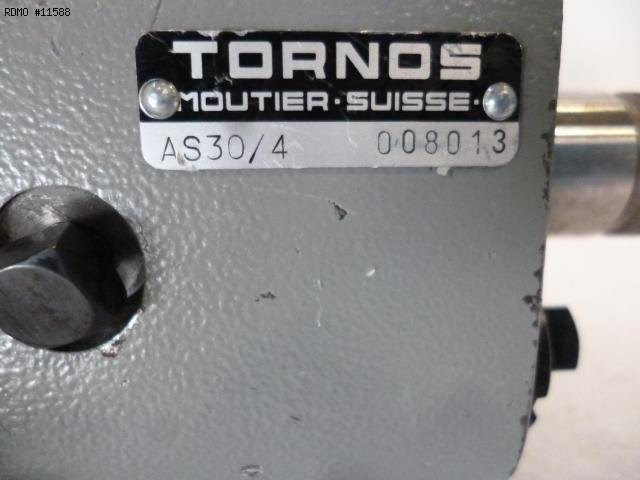 RDMO #11588
TORNOS
MOUTIER·SUISSE·
AS30/4 008013